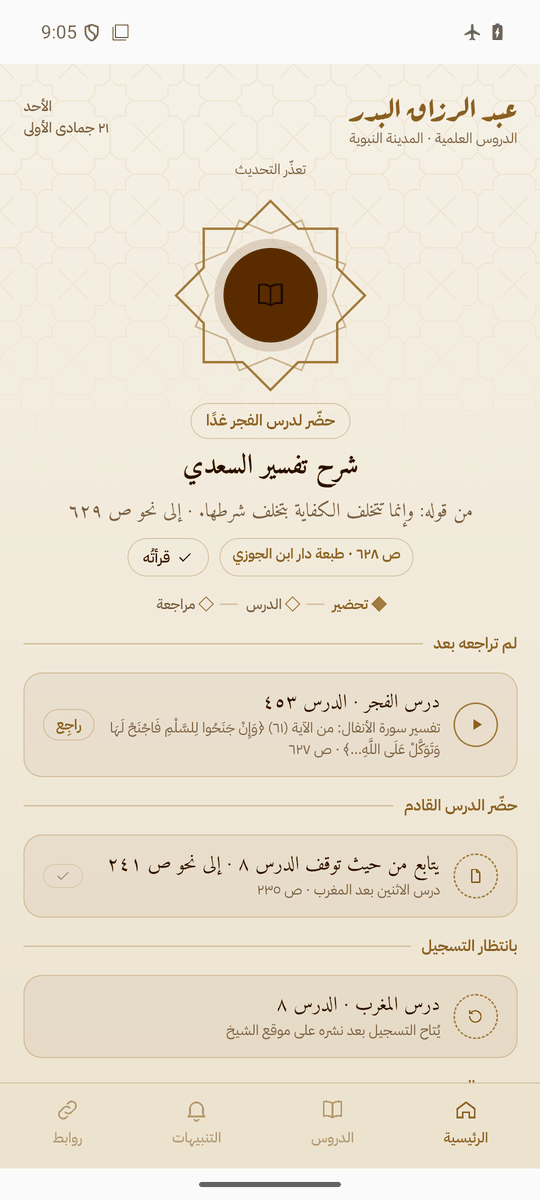 9:05
عبد الرزاق البدر
الدروس العلمية · المدينة النبوية
الأحد
٢١ جمادى الأولى
تعذّر التحديث
حضّر لدرس الفجر غدًا
شرح تفسير السعدي
من قوله: وإنما تتخلف الكفاية بتخلف شرطها. · إلى نحو ص ٦٢٩
ص ٦٢٨ · طبعة دار ابن الجوزي
قرأتُه
تحضير
الدرس
مراجعة
لم تراجعه بعد
درس الفجر · الدرس ٤٥٣
تفسير سورة الأنفال: من الآية (٦١) ﴿وَإِنْ جَنَحُوا لِلسَّلْمِ فَاجْنَحْ لَهَا
وَتَوَكَّلْ عَلَى اللَّهِ...﴾ · ص ٦٢٧
راجِع
حضّر الدرس القادم
يتابع من حيث توقف الدرس ٨ · إلى نحو ص ٢٤١
درس الاثنين بعد المغرب · ص ٢٣٥
بانتظار التسجيل
درس المغرب · الدرس ٨
يُتاح التسجيل بعد نشره على موقع الشيخ
الرئيسية
الدروس
التنبيهات
روابط